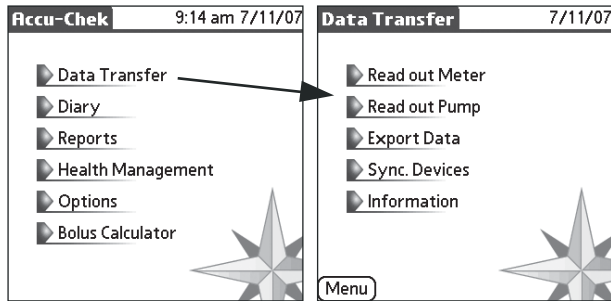 Accu-Chek 9:14 am 7/11/07
Data Transfer
Diary
Reports
Health Management
Options
Bolus Calculator
Data Transfer 7/11/07
Read out Meter
Read out Pump
Export Data
Sync. Devices
Information
Menu